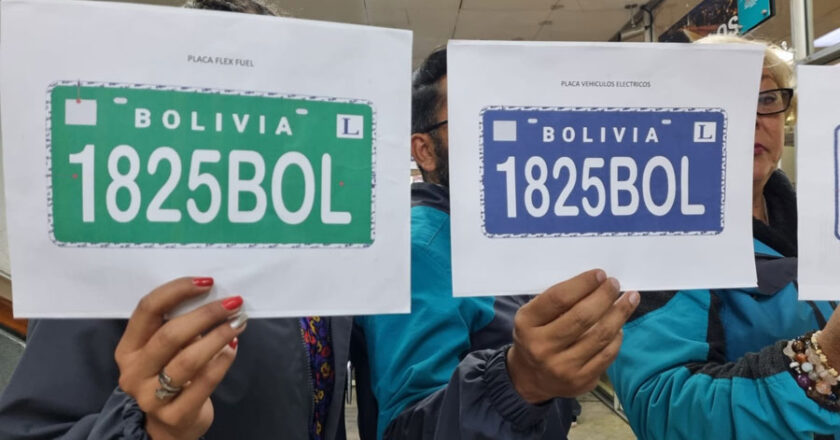 PLACA FLEX FUEL
BOLIVIA
L
1825BOL
PLACA VEHICULOS ELECTRICOS
BOLIVIA
L
1825BOL